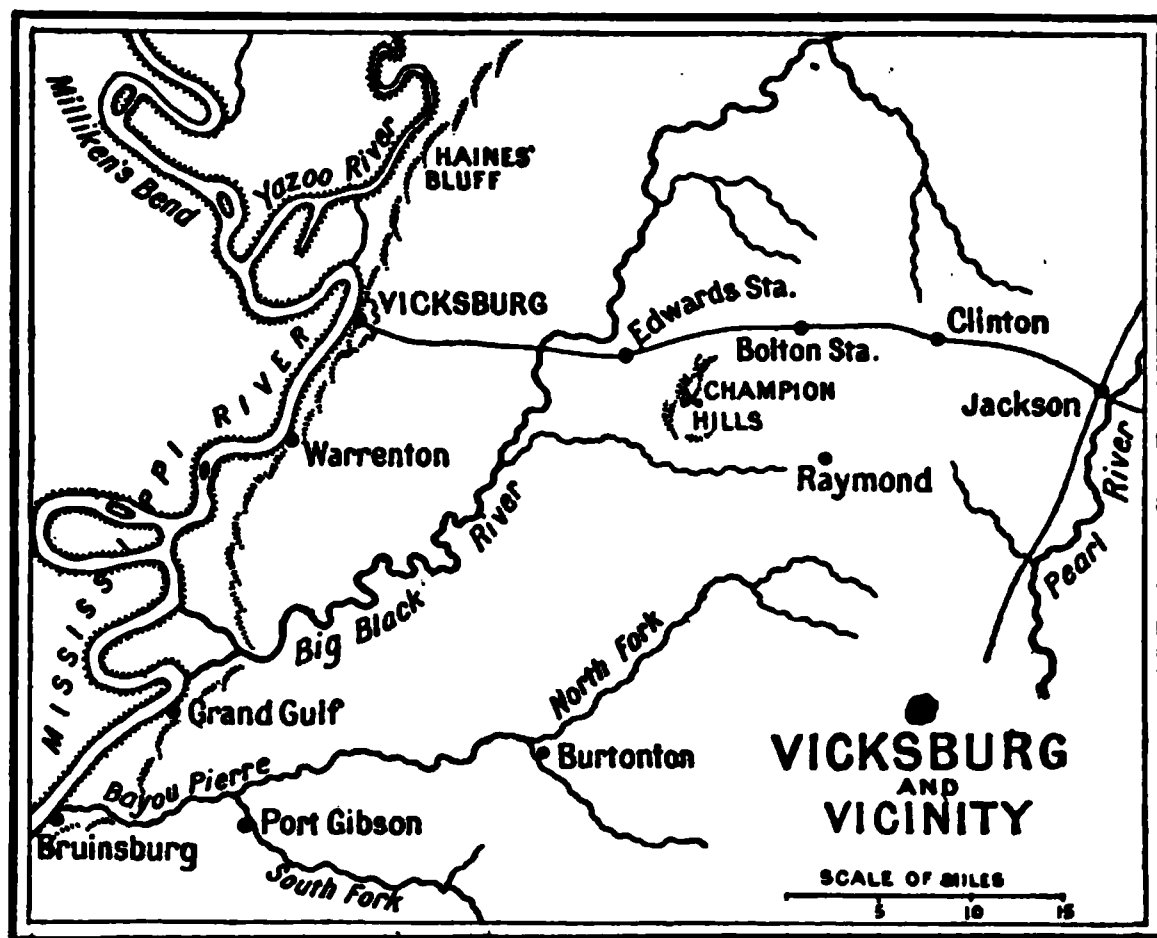 Milliken's Bend
Yazoo River
HAINES'
BLUFF
VICKSBURG
Edwards Sta.
Bolton Sta.
Clinton
CHAMPION
HILLS
Jackson
MISSISSIPPI RIVER
Warrenton
Raymond
Pearl River
Big Black River
North Fork
Grand Gulf
Burtonton
Bayou Pierre
Port Gibson
Bruinsburg
South Fork
VICKSBURG
AND
VICINITY
SCALE OF MILES
5 10 15